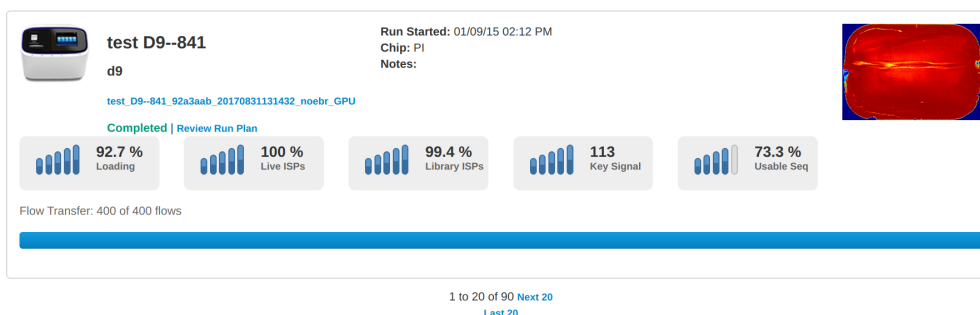 test D9--841
d9
test_D9--841_92a3aab_20170831131432_noebr_GPU
Completed | Review Run Plan
Run Started: 01/09/15 02:12 PM
Chip: PI
Notes:
92.7 %
Loading
100 %
Live ISPs
99.4 %
Library ISPs
113
Key Signal
73.3 %
Usable Seq
Flow Transfer: 400 of 400 flows
1 to 20 of 90 Next 20
Last 20